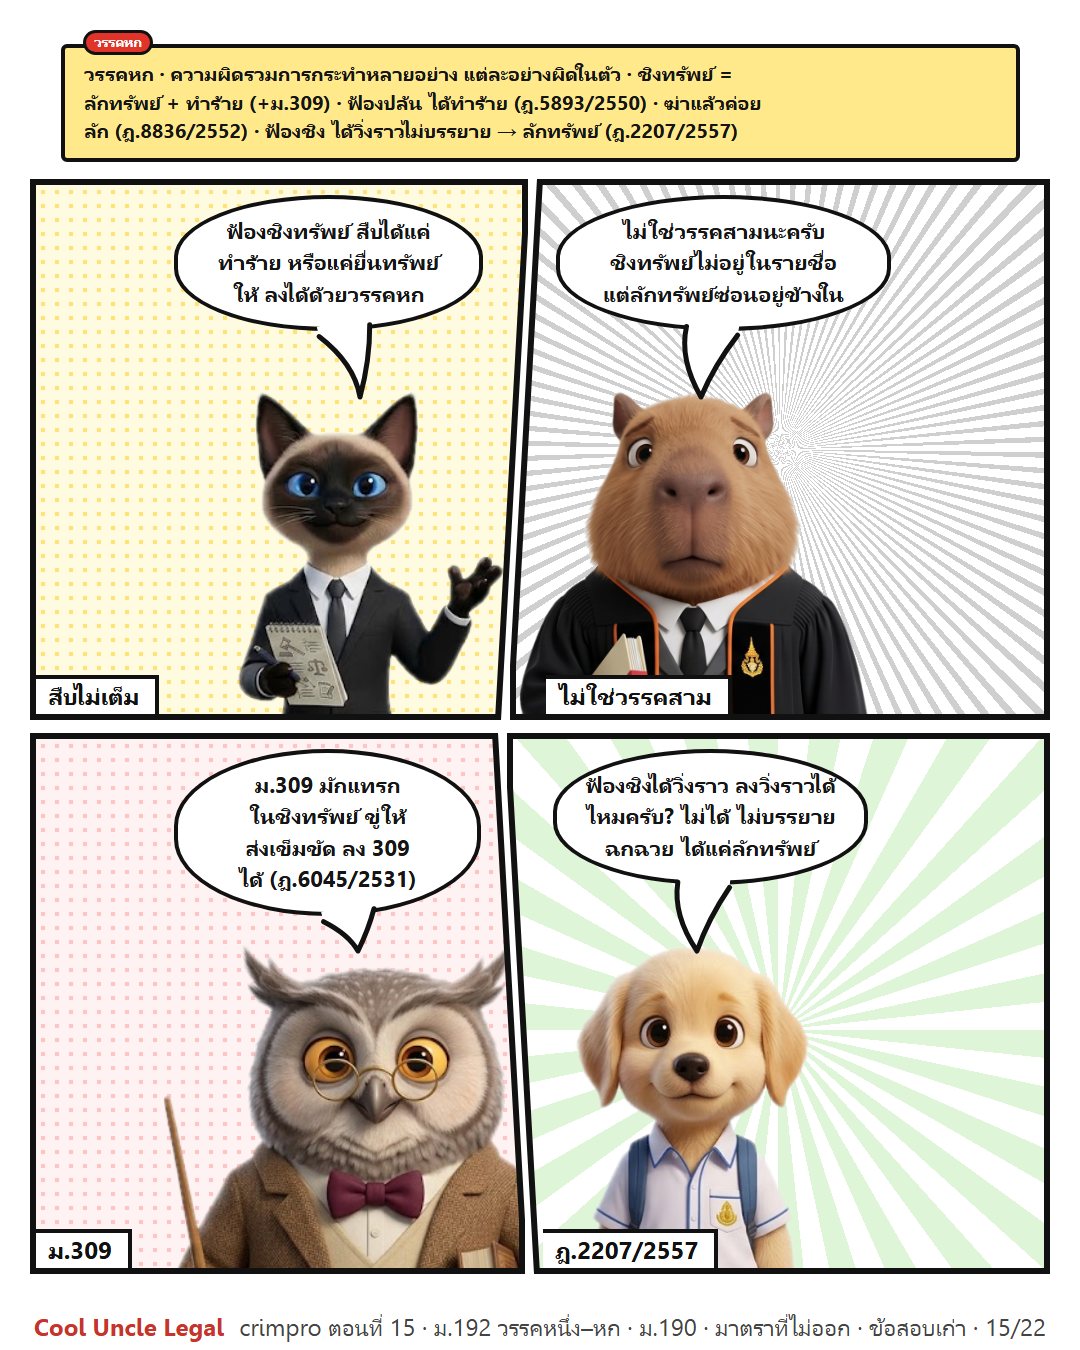 วรรคหก
วรรคหก · ความผิดรวมการกระทำหลายอย่าง แต่ละอย่างผิดในตัว · ชิงทรัพย์ =
ลักทรัพย์ + ทำร้าย (+ม.309) · ฟ้องปล้น ได้ทำร้าย (ฎ.5893/2550) · ฆ่าแล้วค่อย
ลัก (ฎ.8836/2552) · ฟ้องชิง ได้วิ่งราวไม่บรรยาย → ลักทรัพย์ (ฎ.2207/2557)
ฟ้องชิงทรัพย์ สืบได้แค่
ทำร้าย หรือแค่ยื่นทรัพย์
ให้ ลงได้ด้วยวรรคหก
สืบไม่เต็ม
ไม่ใช่วรรคสามนะครับ
ชิงทรัพย์ไม่อยู่ในรายชื่อ
แต่ลักทรัพย์ซ่อนอยู่ข้างใน
ไม่ใช่วรรคสาม
ม.309 มักแทรก
ในชิงทรัพย์ ขู่ให้
ส่งเข็มขัด ลง 309
ได้ (ฎ.6045/2531)
ม.309
ฟ้องชิงได้วิ่งราว ลงวิ่งราวได้
ไหมครับ? ไม่ได้ ไม่บรรยาย
ฉกฉวย ได้แค่ลักทรัพย์
ฎ.2207/2557
Cool Uncle Legal crimpro ตอนที่ 15 · ม.192 วรรคหนึ่ง–หก · ม.190 · มาตราที่ไม่ออก · ข้อสอบเก่า · 15/22